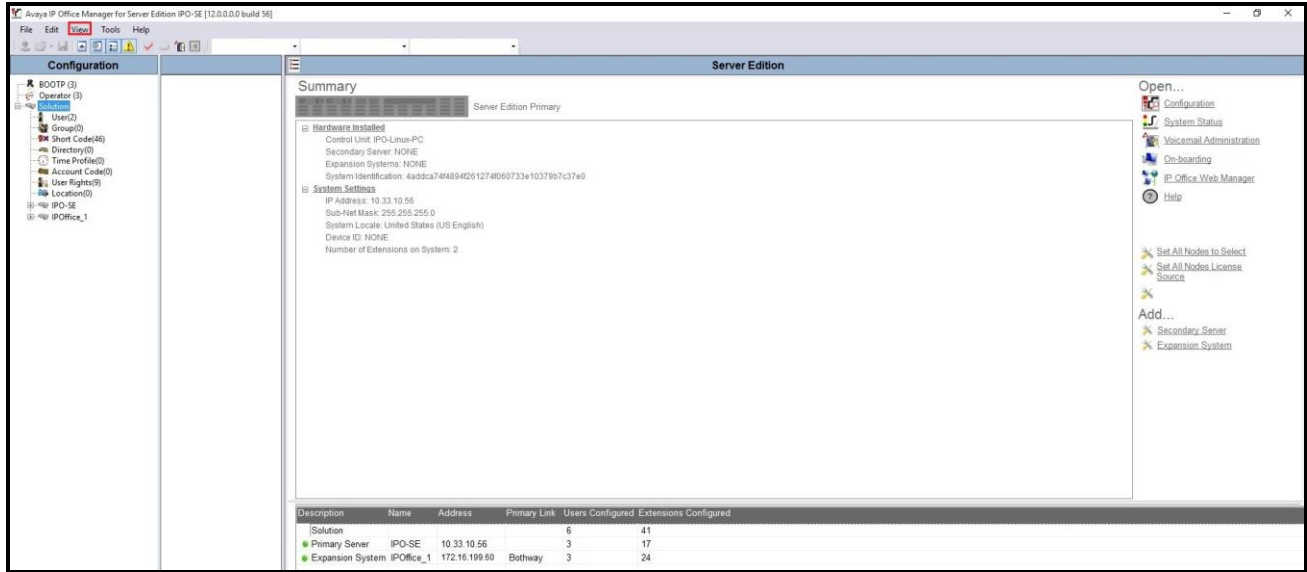 Avaya IP Office Manager for Server Edition IPO-SE [12.0.0.0.0 build 56]
File Edit View Tools Help
Configuration
Server Edition
BOOTP (3)
Operator (3)
Solution
User(2)
Group(0)
Short Code(46)
Directory(0)
Time Profile(0)
Account Code(0)
User Rights(9)
Location(0)
IPO-SE
IPOffice_1
Summary
Server Edition Primary
Hardware Installed
Control Unit: IPO-Linux-PC
Secondary Server: NONE
Expansion Systems: NONE
System Identification: 4addca74f4894f261274f060733e10379b7c37e0
System Settings
IP Address: 10.33.10.56
Sub-Net Mask: 255.255.255.0
System Locale: United States (US English)
Device ID: NONE
Number of Extensions on System: 2
Open...
Configuration
System Status
Voicemail Administration
On-boarding
IP Office Web Manager
Help
Set All Nodes to Select
Set All Nodes License
Source
Add...
Secondary Server
Expansion System
Description Name Address Primary Link Users Configured Extensions Configured
Solution 6 41
Primary Server IPO-SE 10.33.10.56 3 17
Expansion System IPOffice_1 172.16.199.60 Bothway 3 24